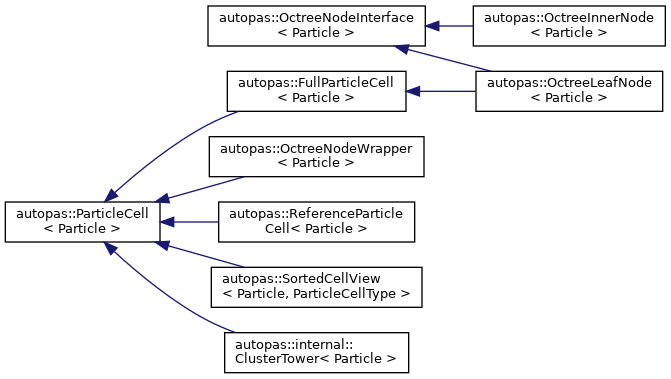 autopas::OctreeNodeInterface
< Particle >
autopas::OctreeInnerNode
< Particle >
autopas::FullParticleCell
< Particle >
autopas::OctreeLeafNode
< Particle >
autopas::OctreeNodeWrapper
< Particle >
autopas::ParticleCell
< Particle >
autopas::ReferenceParticle
Cell< Particle >
autopas::SortedCellView
< Particle, ParticleCellType >
autopas::internal::
ClusterTower< Particle >